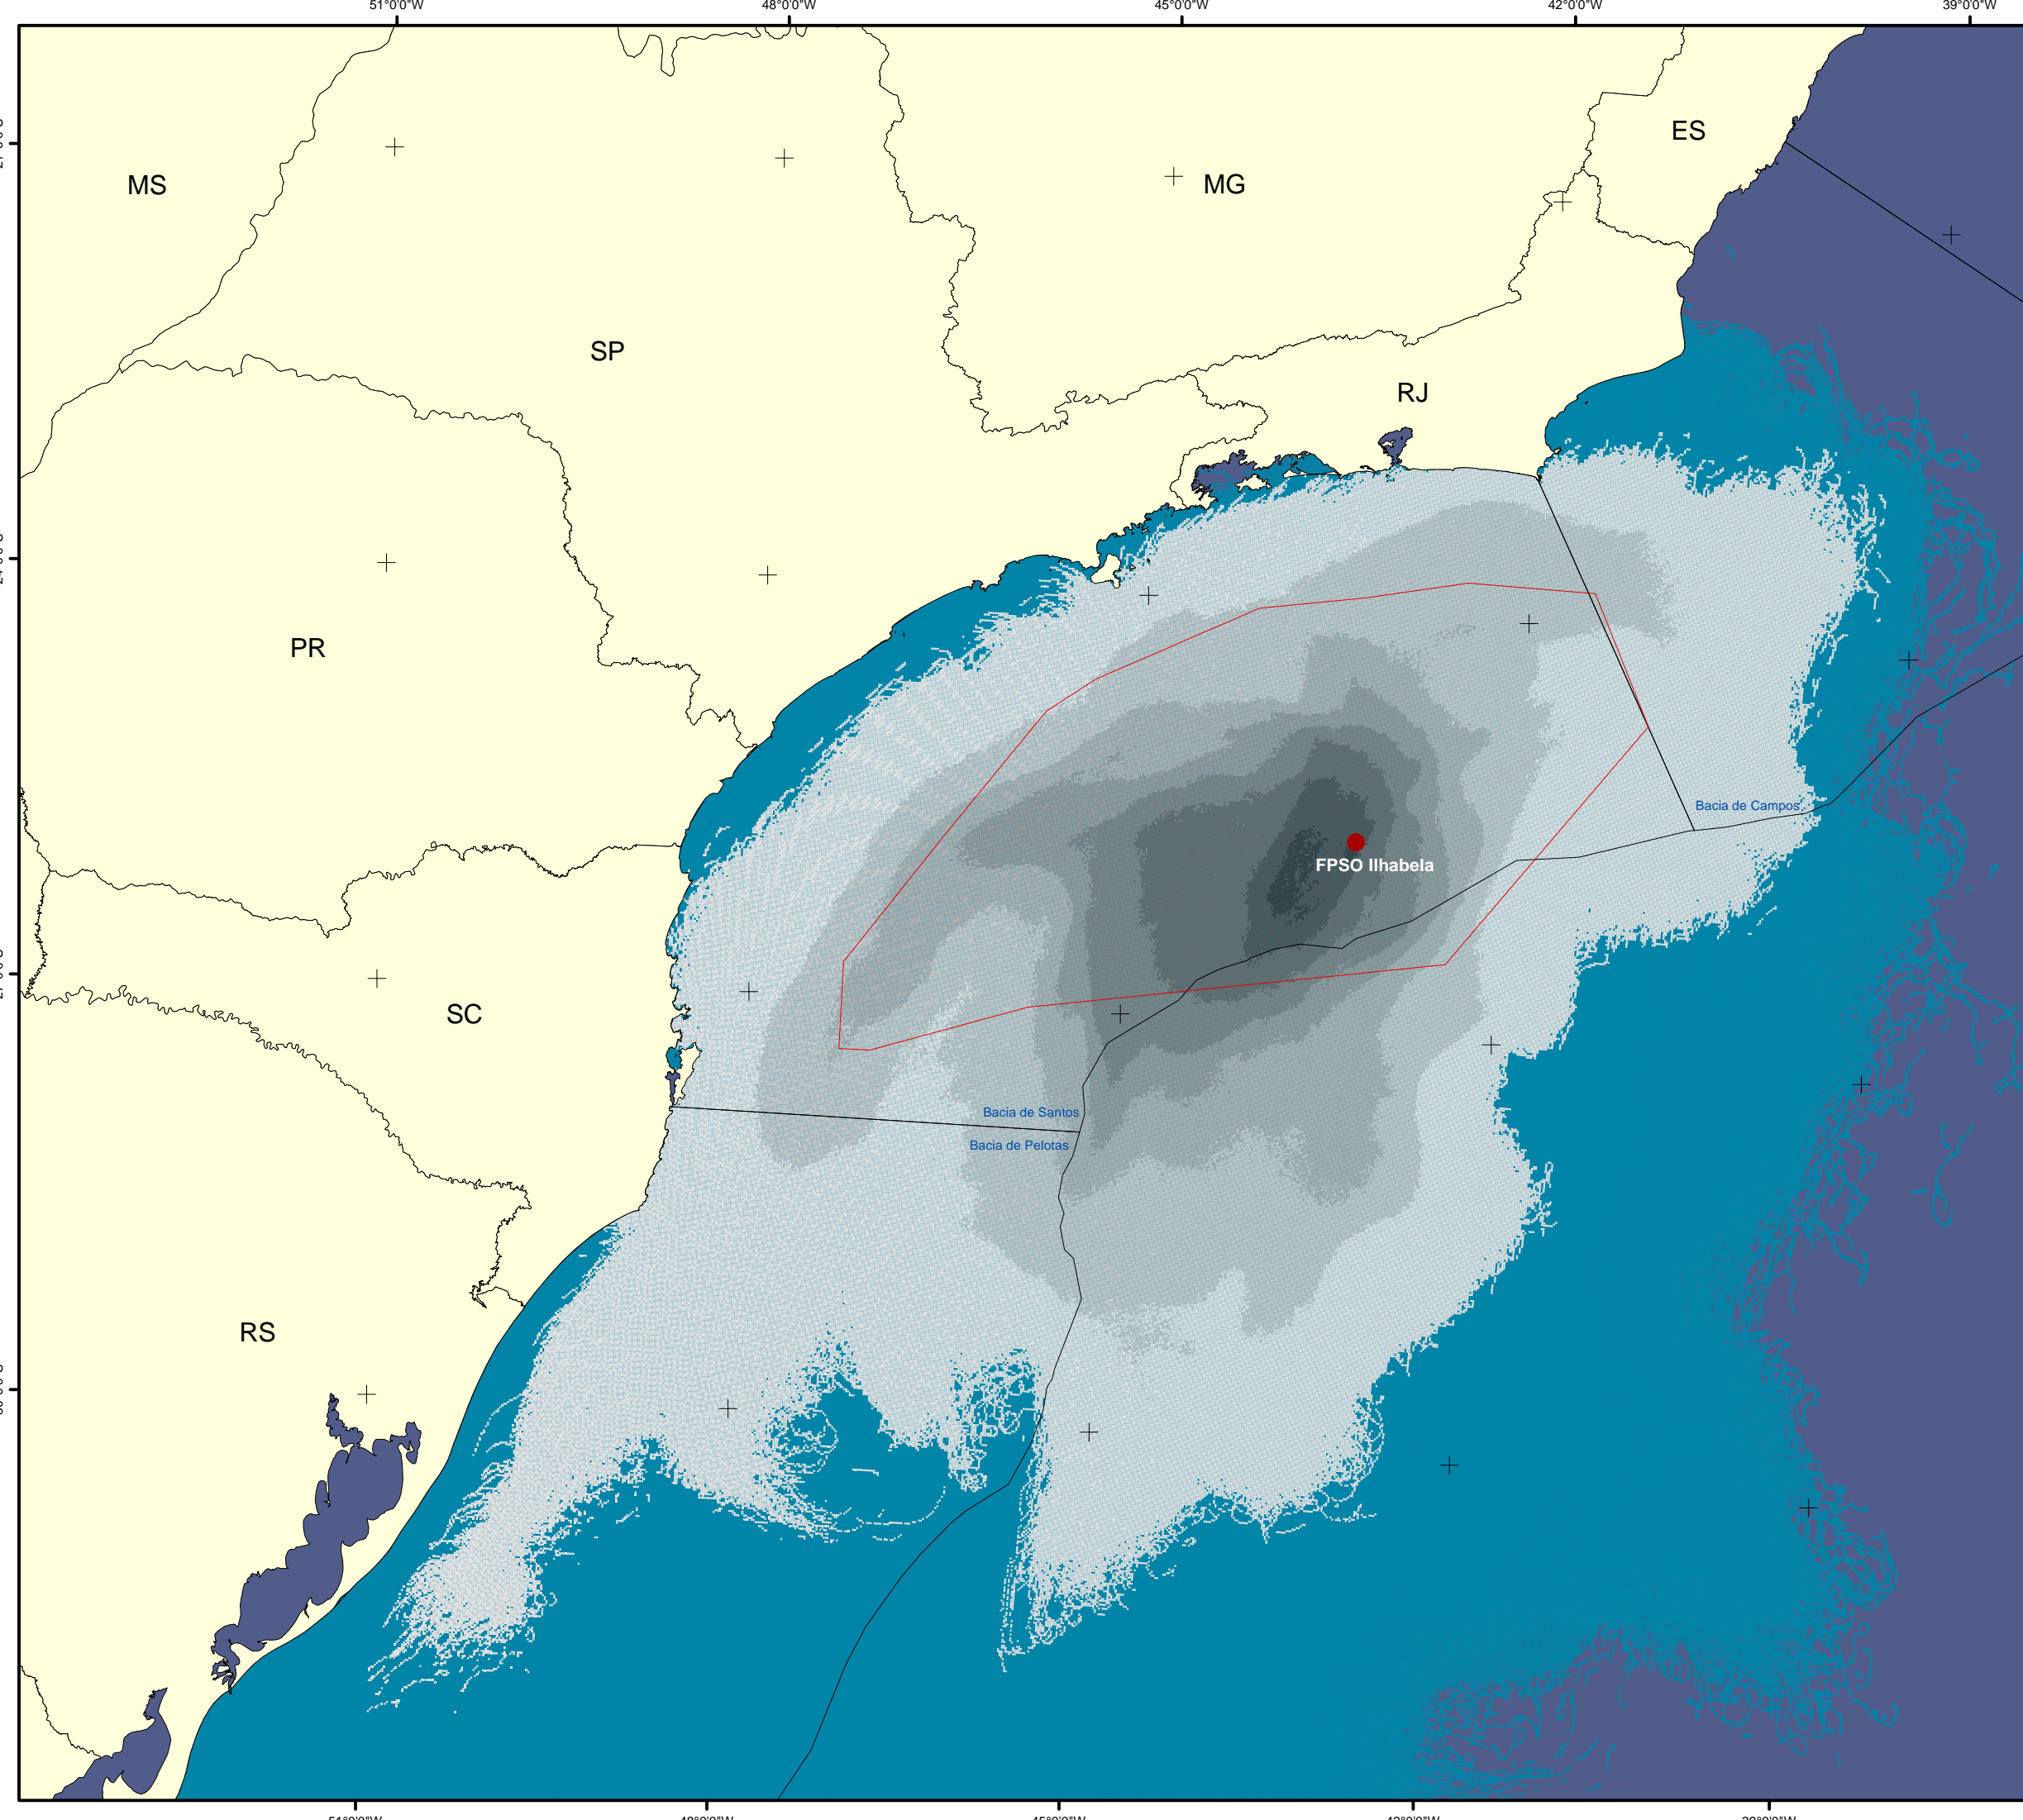 51°0'0"W 48°0'0"W 45°0'0"W 42°0'0"W 39°0'0"W
ES
MS
MG
SP
RJ
PR
Bacia de Campos
FPSO Ilhabela
SC
Bacia de Santos
Bacia de Pelotas
RS